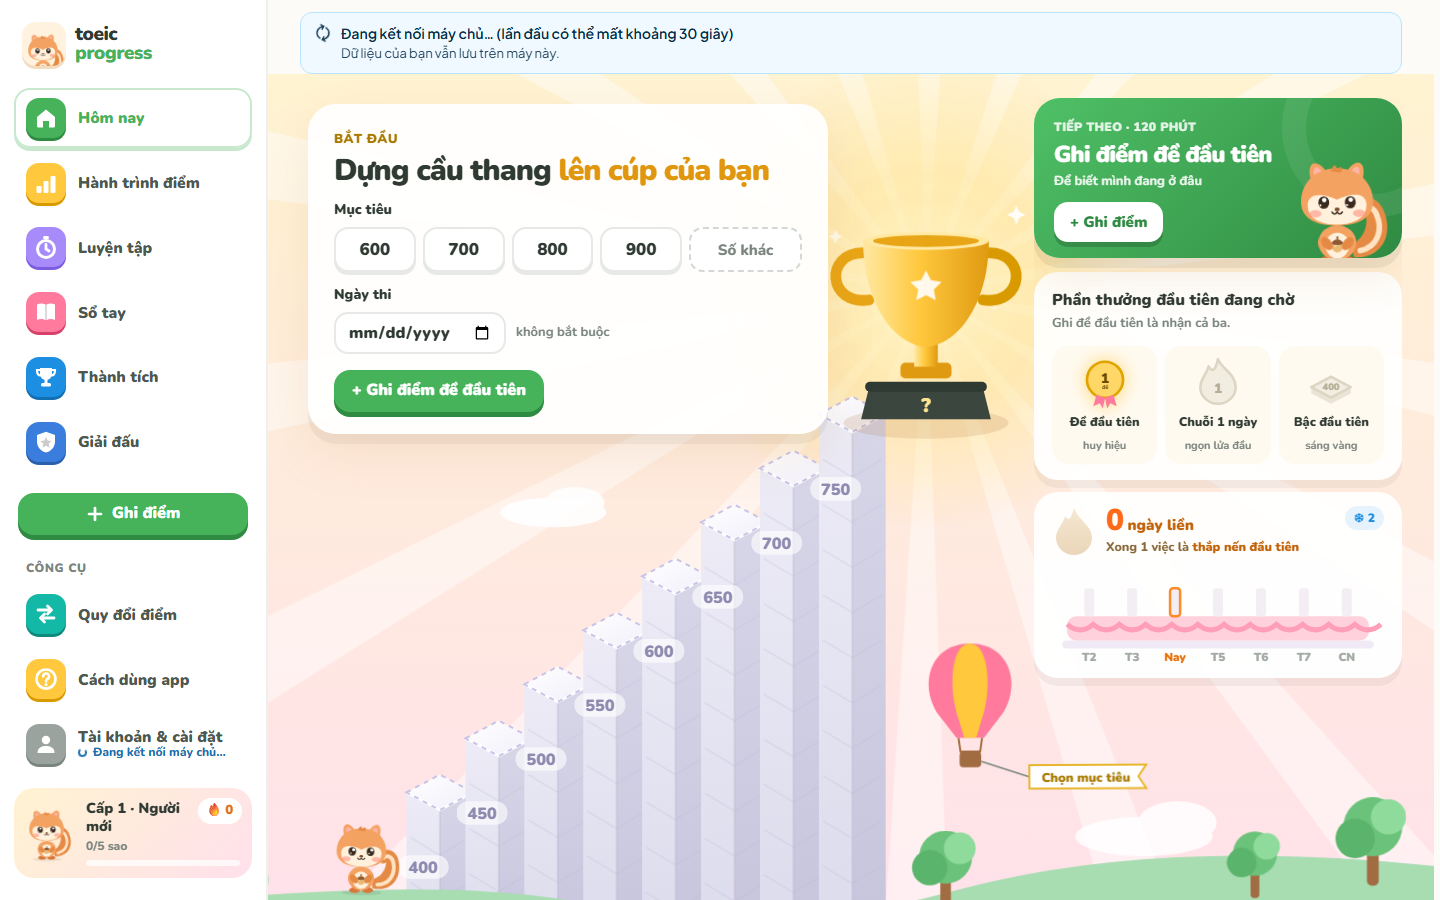 toeic
progress
Hôm nay
Hành trình điểm
Luyện tập
Sổ tay
Thành tích
Giải đấu
+ Ghi điểm
CÔNG CỤ
Quy đổi điểm
Cách dùng app
Tài khoản & cài đặt
Đang kết nối máy chủ...
Cấp 1 · Người mới
0
0/5 sao
Đang kết nối máy chủ... (lần đầu có thể mất khoảng 30 giây)
Dữ liệu của bạn vẫn lưu trên máy này.
BẮT ĐẦU
Dựng cầu thang lên cúp của bạn
Mục tiêu
600 700 800 900 Số khác
Ngày thi
mm/dd/yyyy không bắt buộc
+ Ghi điểm đề đầu tiên
?
750
700
650
600
550
500
450
400
Chọn mục tiêu
TIẾP THEO · 120 PHÚT
Ghi điểm đề đầu tiên
Để biết mình đang ở đâu
+ Ghi điểm
Phần thưởng đầu tiên đang chờ
Ghi đề đầu tiên là nhận cả ba.
1 đề
1
400
Đề đầu tiên
huy hiệu
Chuỗi 1 ngày
ngọn lửa đầu
Bậc đầu tiên
sáng vàng
0 ngày liền
2
Xong 1 việc là thắp nến đầu tiên
T2 T3 Nay T5 T6 T7 CN